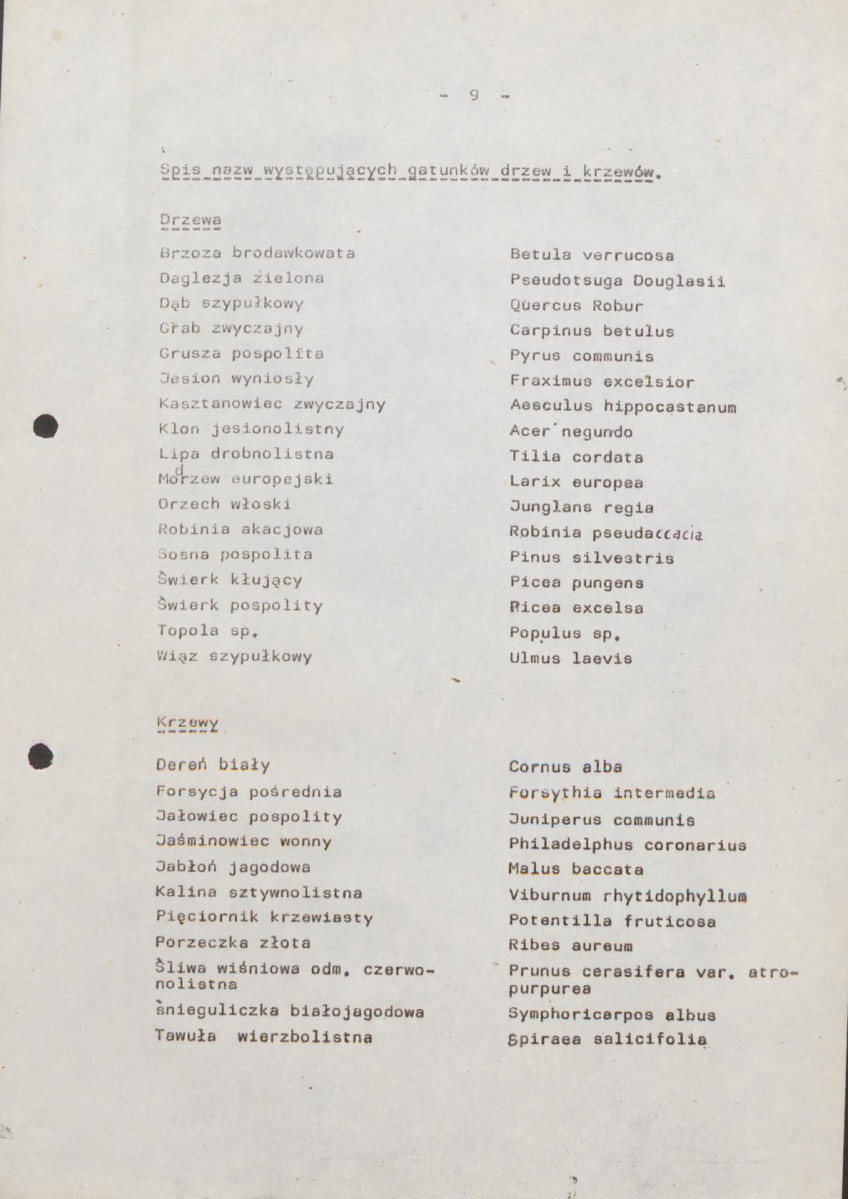 - 9 -
Spis nazw występujących gatunków drzew i krzewów.
Drzewa
Brzoza brodawkowata Betula verrucosa
Daglezja zielona Pseudotsuga Douglasii
Dąb szypułkowy Quercus Robur
Grab zwyczajny Carpinus betulus
Grusza pospolita Pyrus communis
Jesion wyniosły Fraximus excelsior
Kasztanowiec zwyczajny Aesculus hippocastanum
Klon jesionolistny Acer negundo
Lipa drobnolistna Tilia cordata
Modrzew europejski Larix europea
Orzech włoski Junglans regia
Robinia akacjowa Robinia pseudaccacia
Sosna pospolita Pinus silvestris
Świerk kłujący Picea pungens
Świerk pospolity Picea excelsa
Topola sp. Populus sp.
Wiąz szypułkowy Ulmus laevis
Krzewy
Dereń biały Cornus alba
Forsycja pośrednia Forsythia intermedia
Jałowiec pospolity Juniperus communis
Jaśminowiec wonny Philadelphus coronarius
Jabłoń jagodowa Malus baccata
Kalina sztywnolistna Viburnum rhytidophyllum
Pięciornik krzewiasty Potentilla fruticosa
Porzeczka złota Ribes aureum
Śliwa wiśniowa odm. czerwo- Prunus cerasifera var. atro-
nolistna purpurea
śnieguliczka białojagodowa Symphoricarpos albus
Tawuła wierzbolistna Spiraea salicifolia